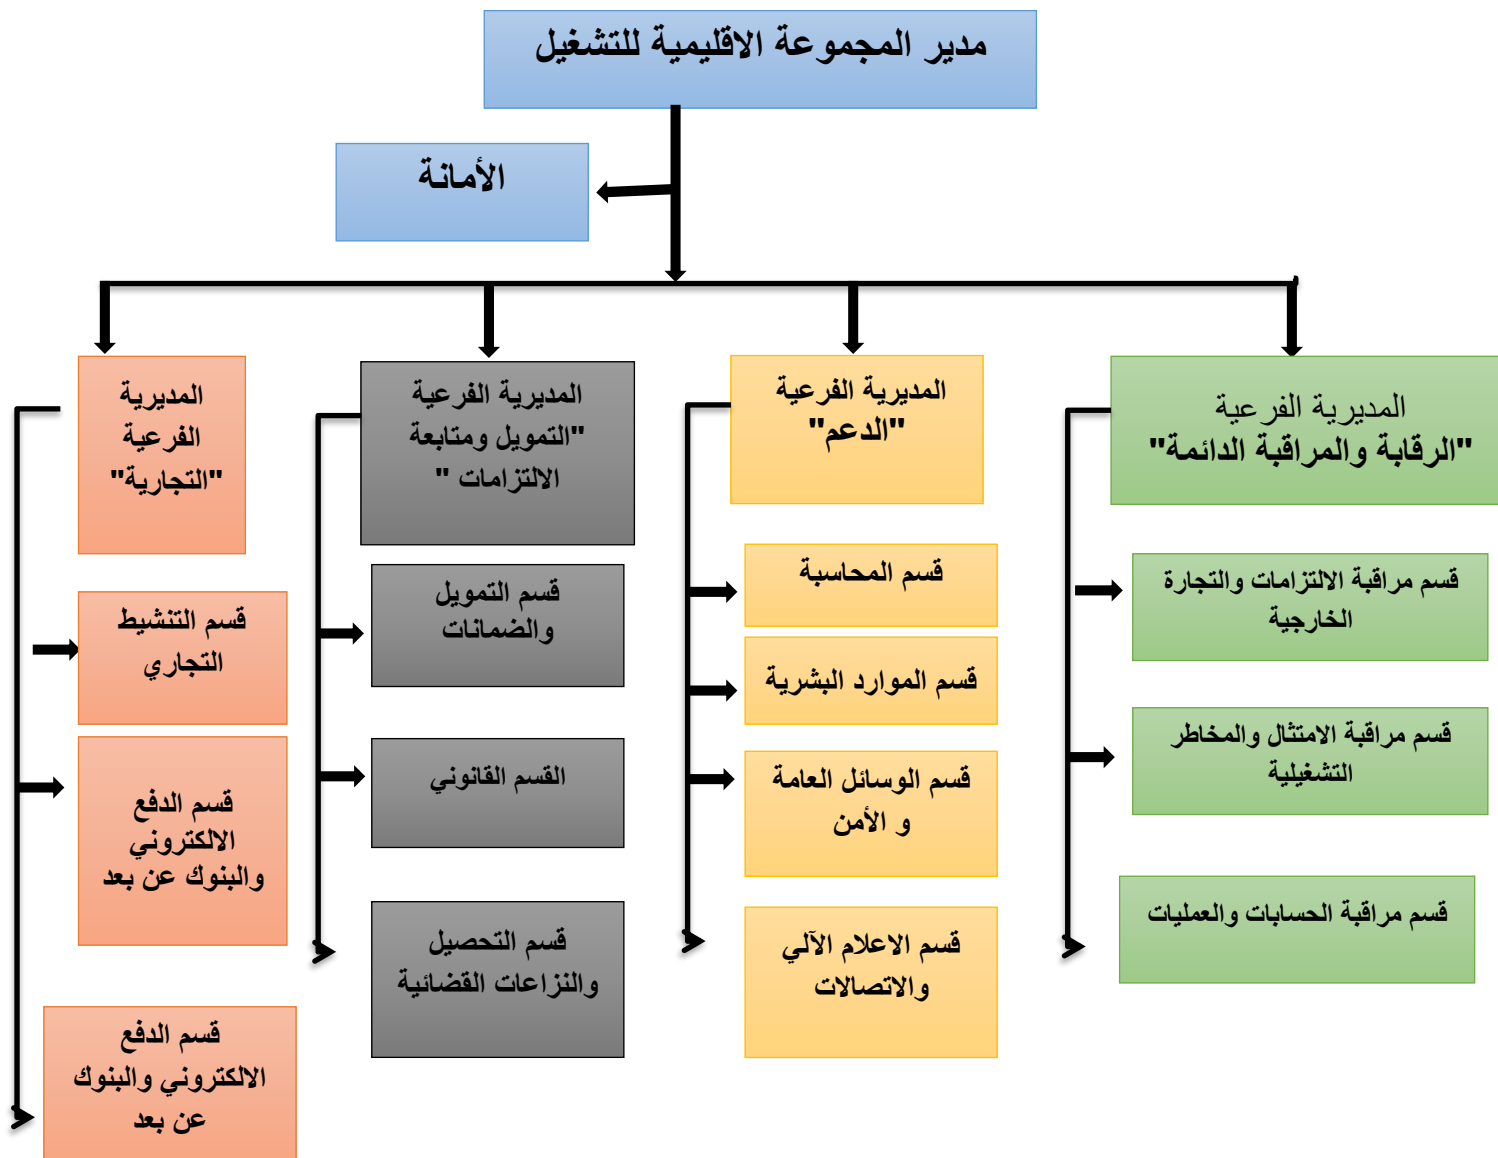 مدير المجموعة الاقليمية للتشغيل
الأمانة
المديرية الفرعية
"الرقابة والمراقبة الدائمة"
قسم مراقبة الالتزامات والتجارة
الخارجية
قسم مراقبة الامتثال والمخاطر
التشغيلية
قسم مراقبة الحسابات والعمليات
المديرية الفرعية
"الدعم"
قسم المحاسبة
قسم الموارد البشرية
قسم الوسائل العامة
و الأمن
قسم الاعلام الآلي
والاتصالات
المديرية الفرعية
"التمويل ومتابعة
الالتزامات "
قسم التمويل
والضمانات
القسم القانوني
قسم التحصيل
والنزاعات القضائية
المديرية
الفرعية
"التجارية"
قسم التنشيط
التجاري
قسم الدفع
الالكتروني
والبنوك عن بعد
قسم الدفع
الالكتروني والبنوك
عن بعد